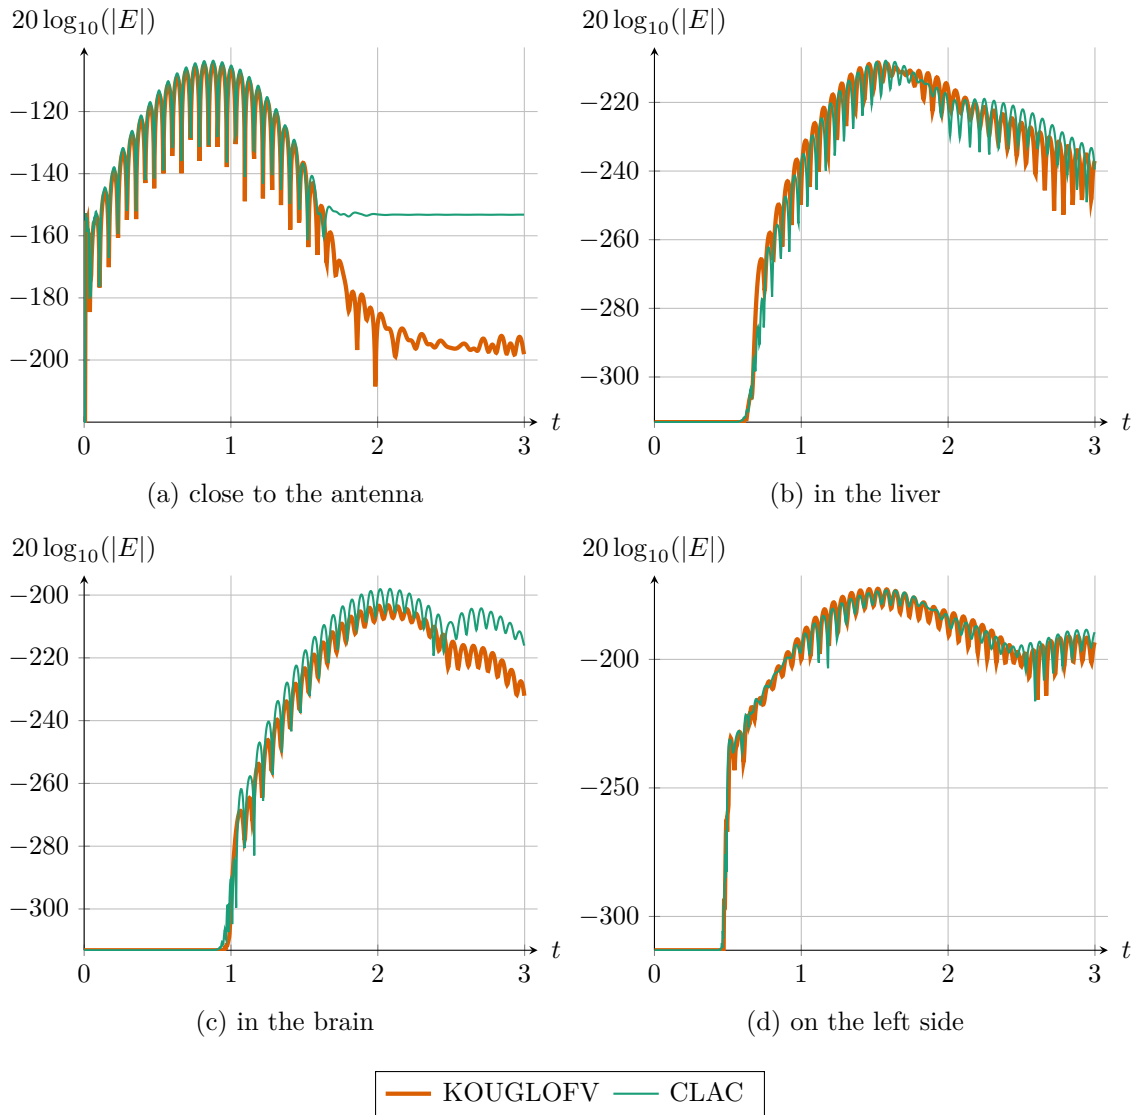 20 log₁₀(|E|)
−120
−140
−160
−180
−200
0 1 2 3 t
(a) close to the antenna
20 log₁₀(|E|)
−220
−240
−260
−280
−300
0 1 2 3 t
(b) in the liver
20 log₁₀(|E|)
−200
−220
−240
−260
−280
−300
0 1 2 3 t
(c) in the brain
20 log₁₀(|E|)
−200
−250
−300
0 1 2 3 t
(d) on the left side
KOUGLOFV CLAC